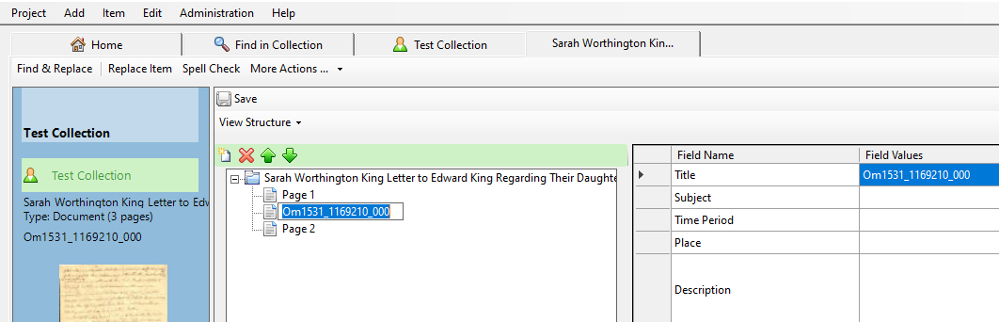 Project Add Item Edit Administration Help
Home Find in Collection Test Collection Sarah Worthington Kin...
Find & Replace Replace Item Spell Check More Actions ...
Save
View Structure
Test Collection
Test Collection
Sarah Worthington King Letter to Edw
Type: Document (3 pages)
Om1531_1169210_000
Sarah Worthington King Letter to Edward King Regarding Their Daughte
Page 1
Om1531_1169210_000
Page 2
Field Name Field Values
Title Om1531_1169210_000
Subject
Time Period
Place
Description